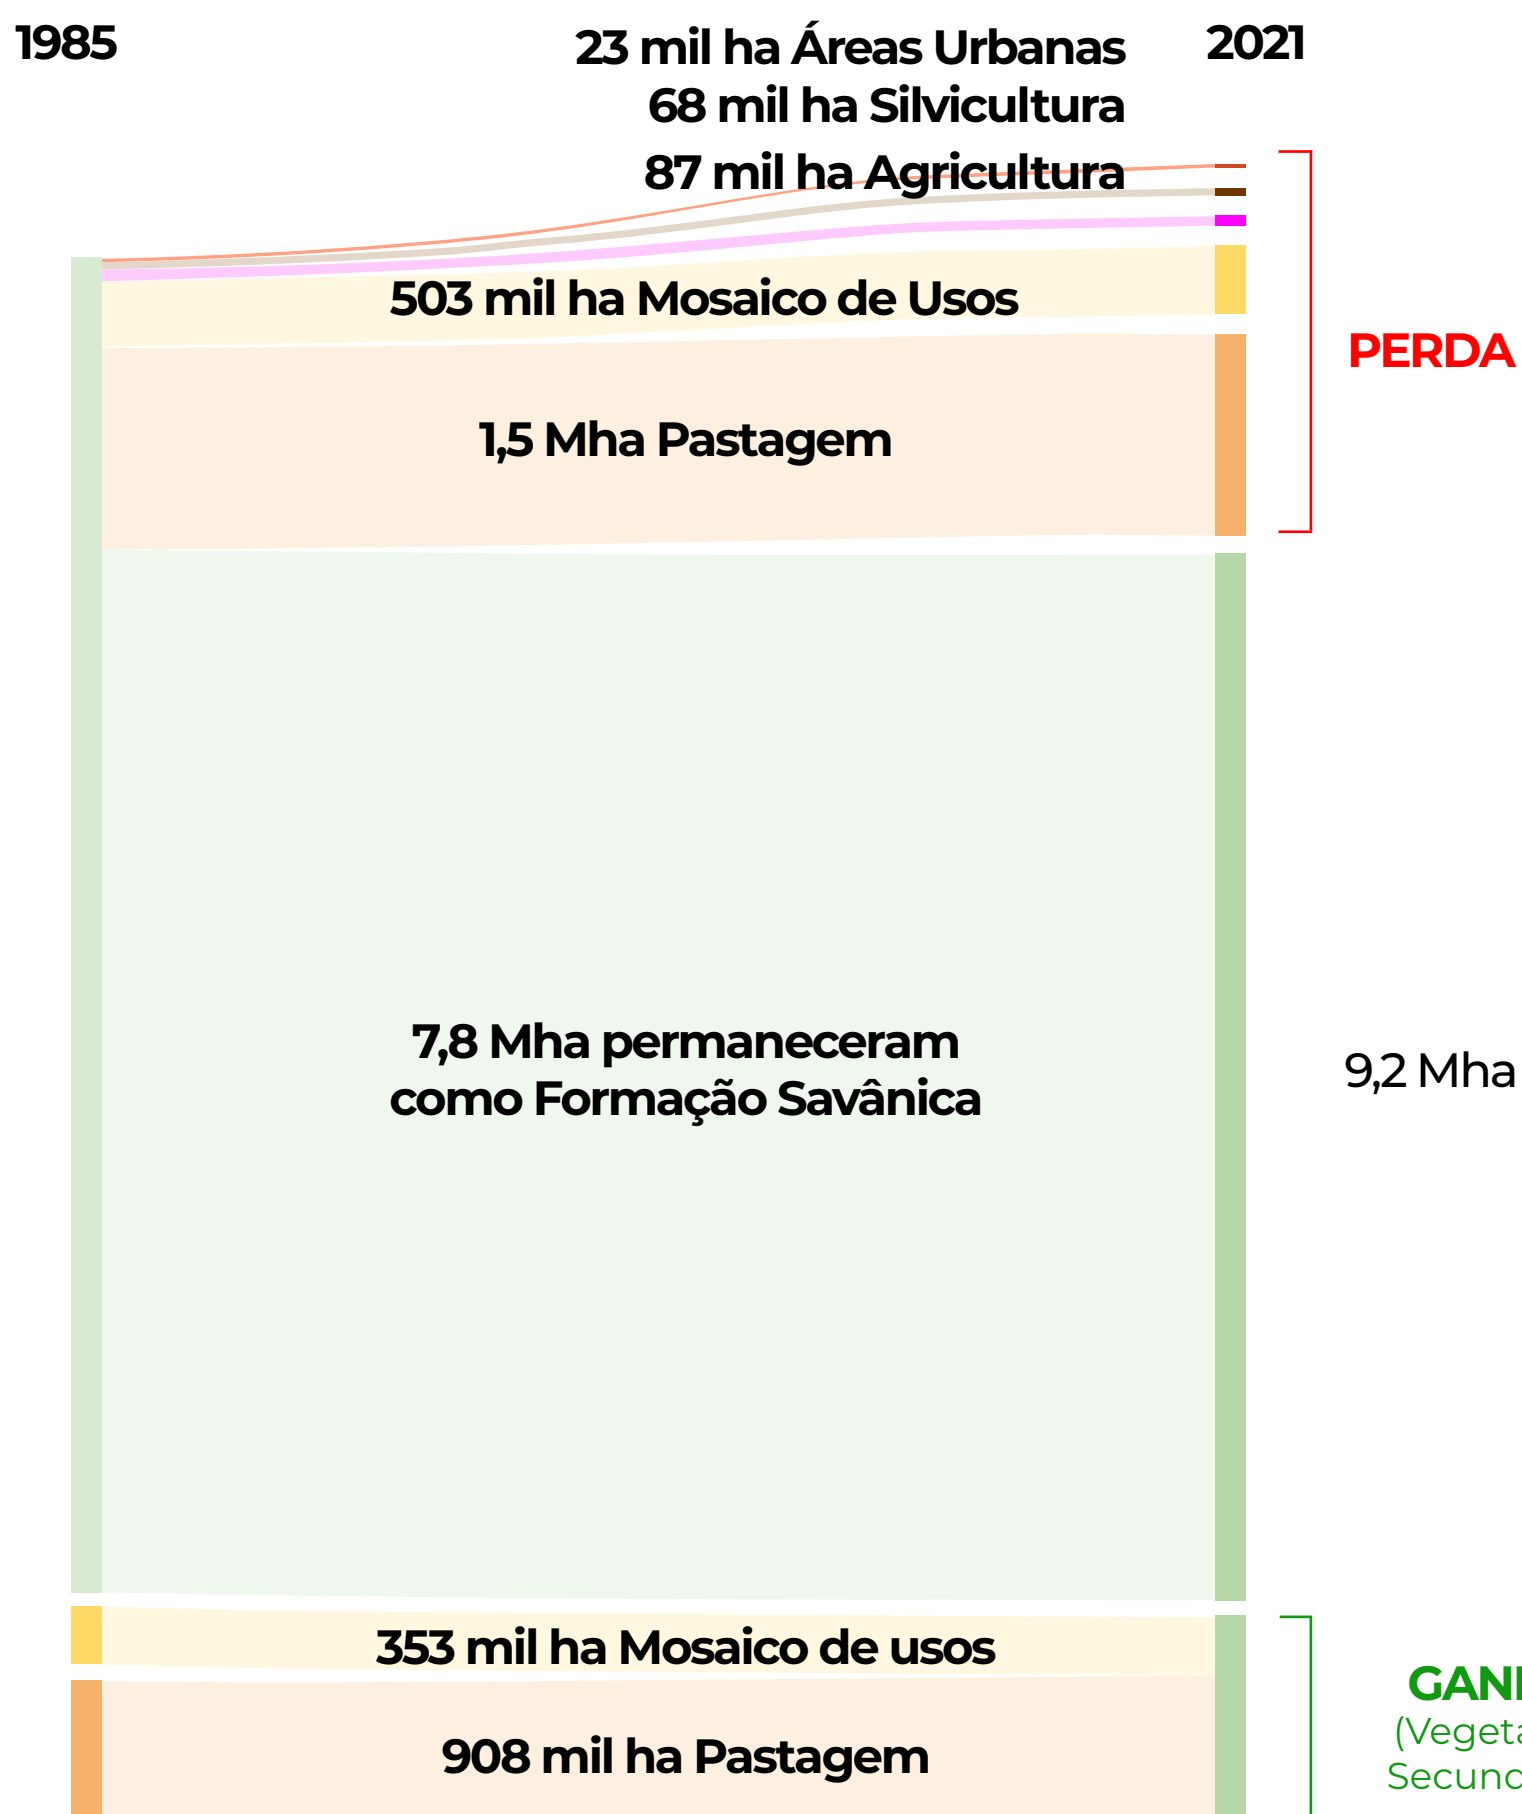 1985
23 mil ha Áreas Urbanas
2021
68 mil ha Silvicultura
87 mil ha Agricultura
503 mil ha Mosaico de Usos
PERDA
1,5 Mha Pastagem
7,8 Mha permaneceram
como Formação Savânica
9,2 Mha
353 mil ha Mosaico de usos
908 mil ha Pastagem